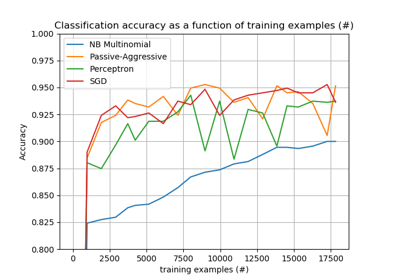 Classification accuracy as a function of training examples (#)
1.000
0.975
0.950
0.925
0.900
0.875
0.850
0.825
0.800
Accuracy
NB Multinomial
Passive-Aggressive
Perceptron
SGD
0 2500 5000 7500 10000 12500 15000 17500
training examples (#)